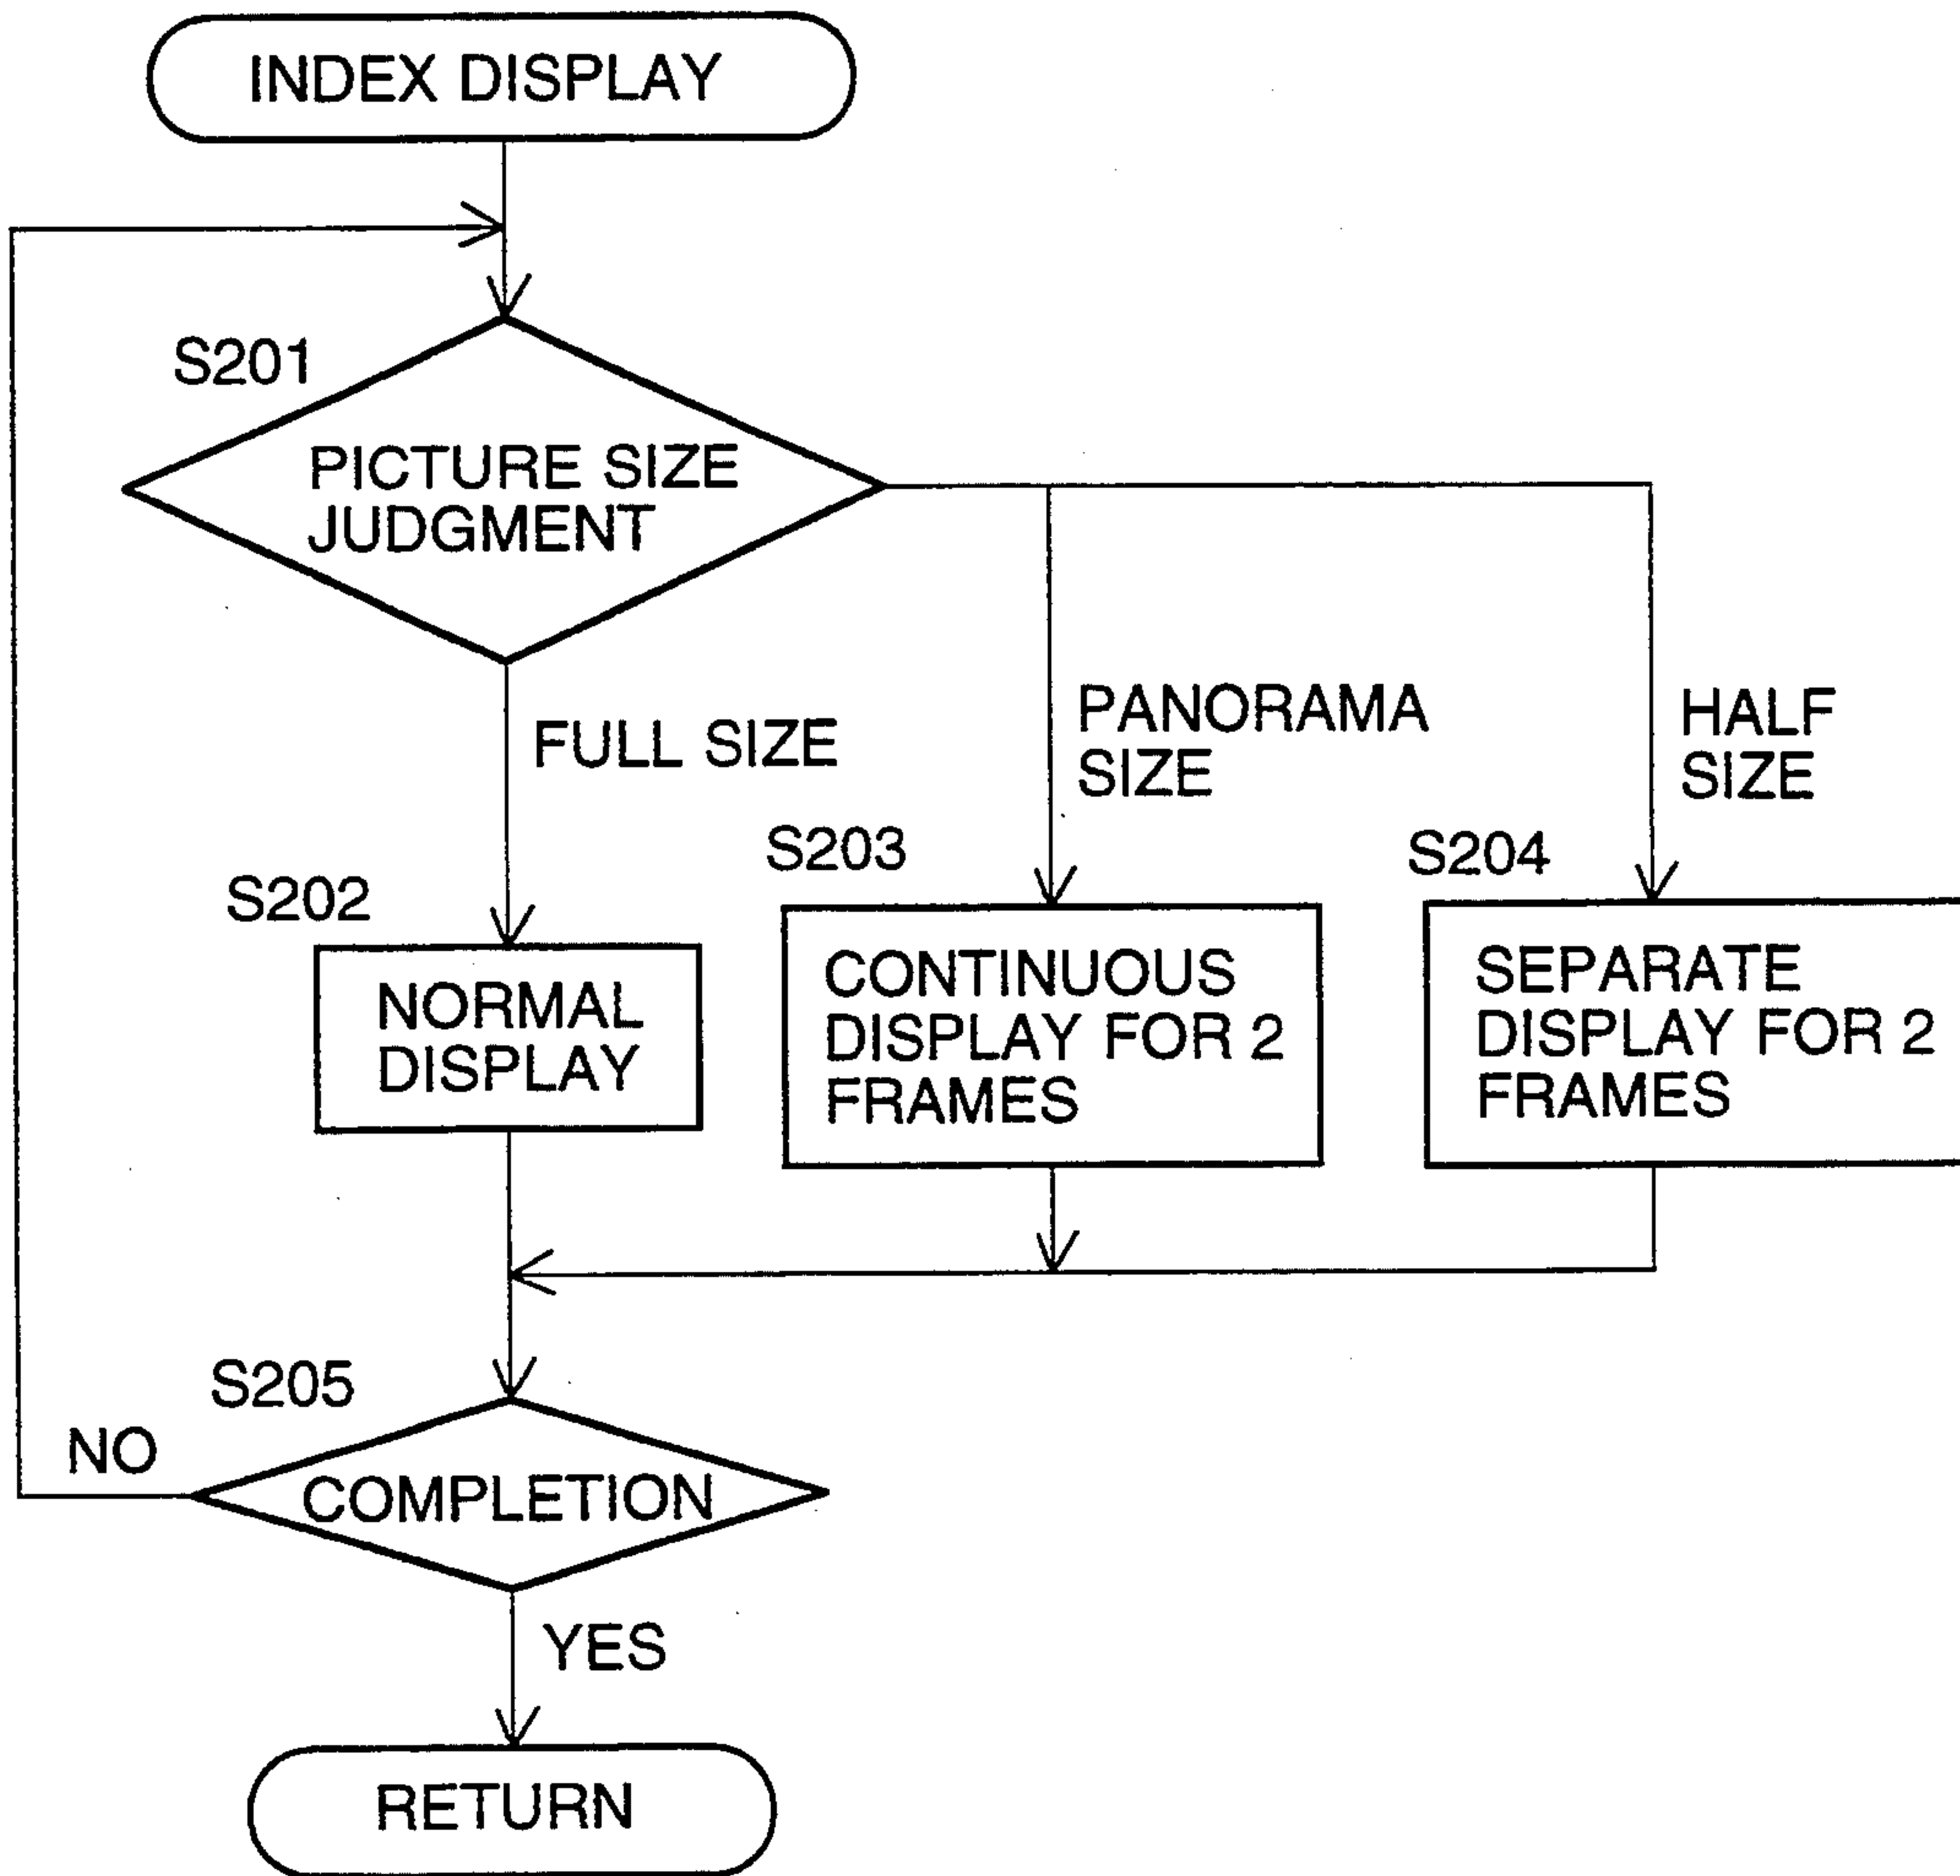 INDEX DISPLAY
S201
PICTURE SIZE
JUDGMENT
FULL SIZE
PANORAMA
SIZE
HALF
SIZE
S202
NORMAL
DISPLAY
S203
CONTINUOUS
DISPLAY FOR 2
FRAMES
S204
SEPARATE
DISPLAY FOR 2
FRAMES
S205
NO
COMPLETION
YES
RETURN